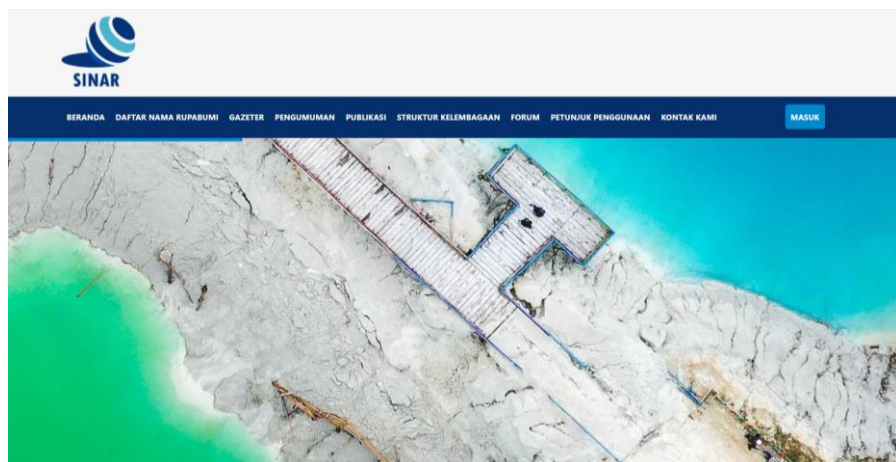 SINAR
BERANDA DAFTAR NAMA RUPABUMI GAZETER PENGUMUMAN PUBLIKASI STRUKTUR KELEMBAGAAN FORUM PETUNJUK PENGGUNAAN KONTAK KAMI MASUK